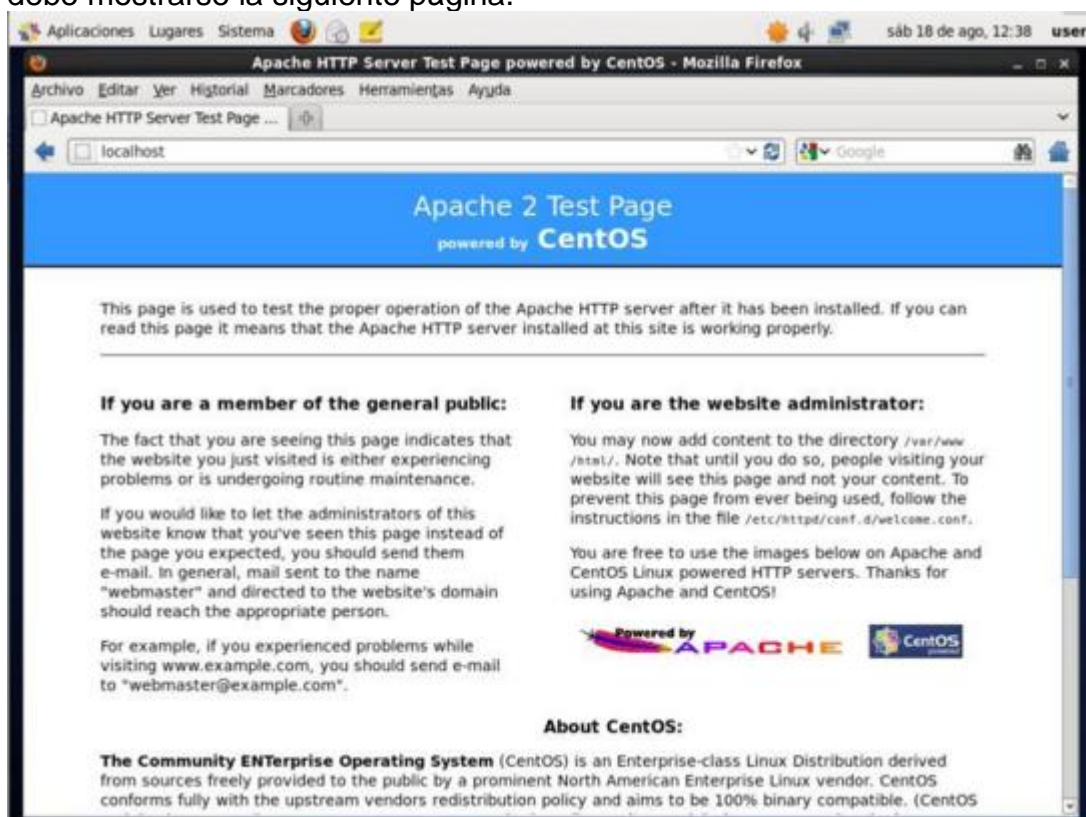 debe mostrarse la siguiente página:
Aplicaciones Lugares Sistema
sáb 18 de ago, 12:38 user
Apache HTTP Server Test Page powered by CentOS - Mozilla Firefox
Archivo Editar Ver Historial Marcadores Herramientas Ayuda
Apache HTTP Server Test Page ...
localhost
Google
Apache 2 Test Page
powered by CentOS
This page is used to test the proper operation of the Apache HTTP server after it has been installed. If you can
read this page it means that the Apache HTTP server installed at this site is working properly.
If you are a member of the general public:
The fact that you are seeing this page indicates that
the website you just visited is either experiencing
problems or is undergoing routine maintenance.
If you would like to let the administrators of this
website know that you've seen this page instead of
the page you expected, you should send them
e-mail. In general, mail sent to the name
"webmaster" and directed to the website's domain
should reach the appropriate person.
For example, if you experienced problems while
visiting www.example.com, you should send e-mail
to "webmaster@example.com".
If you are the website administrator:
You may now add content to the directory /var/www
/html/. Note that until you do so, people visiting your
website will see this page and not your content. To
prevent this page from ever being used, follow the
instructions in the file /etc/httpd/conf.d/welcome.conf.
You are free to use the images below on Apache and
CentOS Linux powered HTTP servers. Thanks for
using Apache and CentOS!
Powered by
APACHE
CentOS
powered
About CentOS:
The Community ENTerprise Operating System (CentOS) is an Enterprise-class Linux Distribution derived
from sources freely provided to the public by a prominent North American Enterprise Linux vendor. CentOS
conforms fully with the upstream vendors redistribution policy and aims to be 100% binary compatible. (CentOS